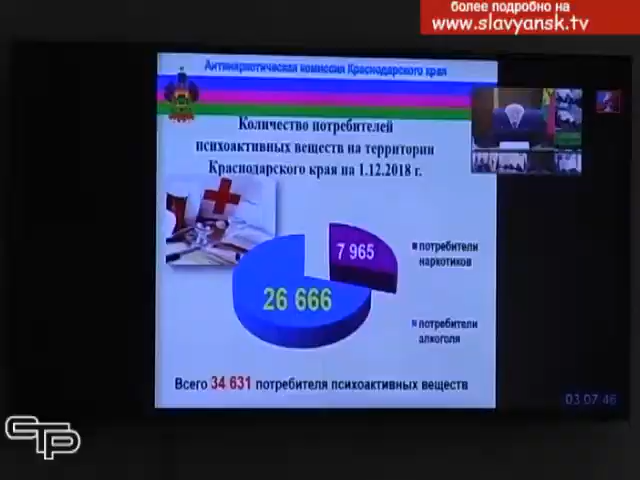 более подробно на
www.slavyansk.tv
Антинаркотическая комиссия Краснодарского края
Количество потребителей
психоактивных веществ на территории
Краснодарского края на 1.12.2018 г.
7 965
потребители
наркотиков
26 666
потребители
алкоголя
Всего 34 631 потребителя психоактивных веществ
03:07:46
СТР